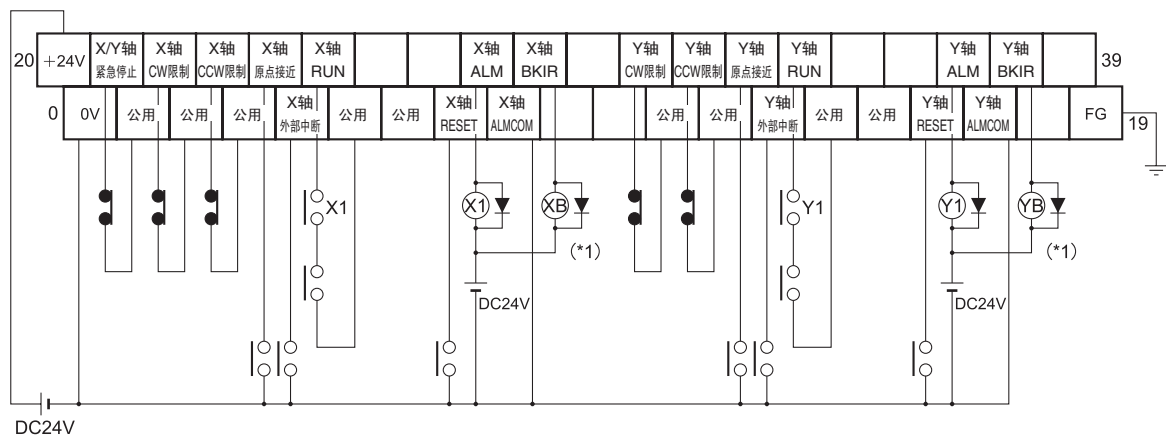 20 +24V X/Y轴 紧急停止 X轴 CW限制 X轴 CCW限制 X轴 原点接近 X轴 RUN X轴 ALM X轴 BKIR Y轴 CW限制 Y轴 CCW限制 Y轴 原点接近 Y轴 RUN Y轴 ALM Y轴 BKIR 39
0 0V 公用 公用 公用 X轴 外部中断 公用 公用 X轴 RESET X轴 ALMCOM 公用 公用 Y轴 外部中断 公用 公用 Y轴 RESET Y轴 ALMCOM FG 19
X1 X1 XB Y1 Y1 YB
(*1) (*1)
DC24V DC24V
DC24V